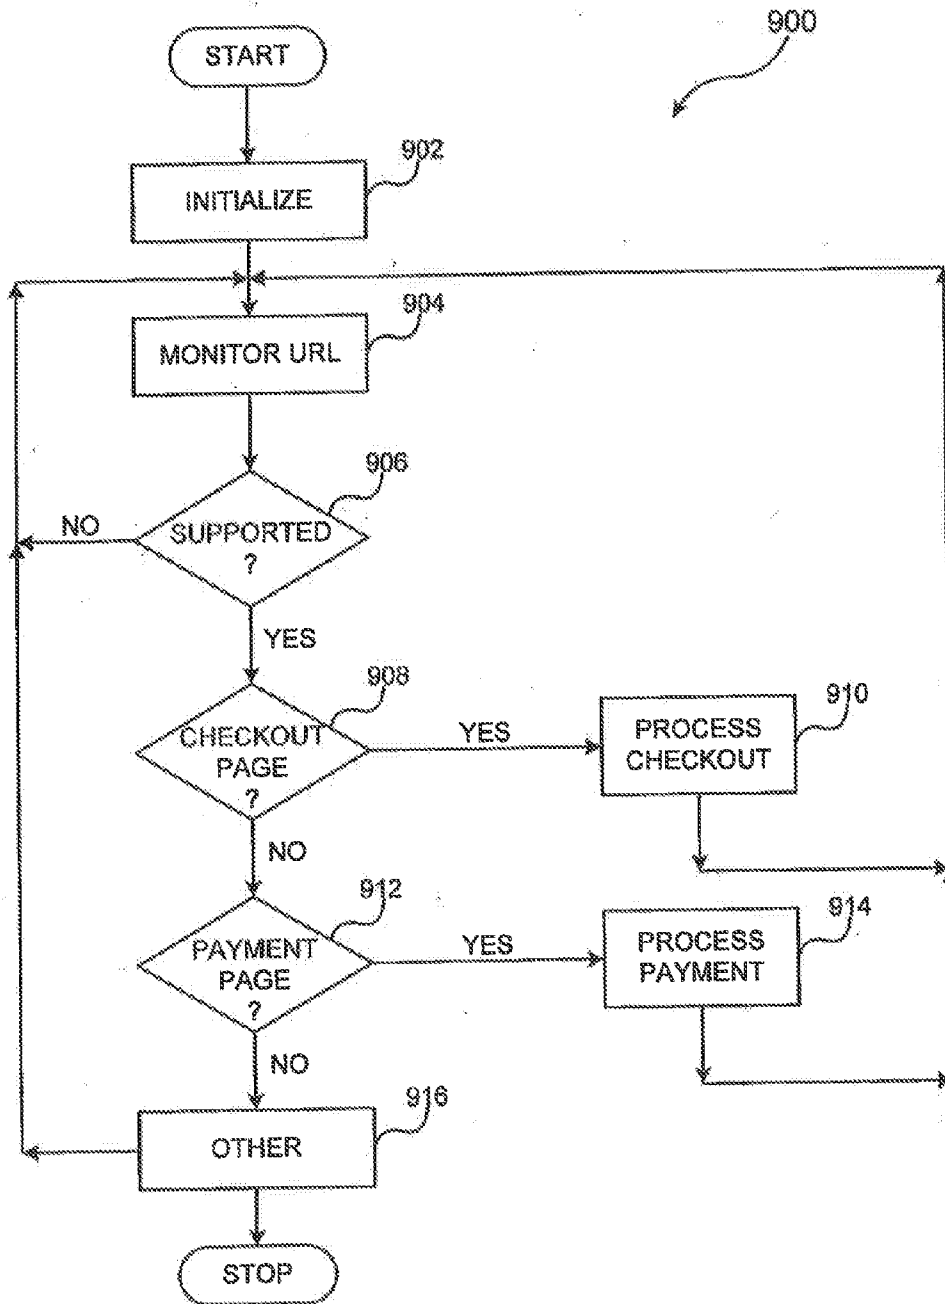 900
START
902
INITIALIZE
904
MONITOR URL
906
SUPPORTED
?
NO
YES
908
CHECKOUT
PAGE
?
YES
910
PROCESS
CHECKOUT
NO
912
PAYMENT
PAGE
?
YES
914
PROCESS
PAYMENT
NO
916
OTHER
STOP